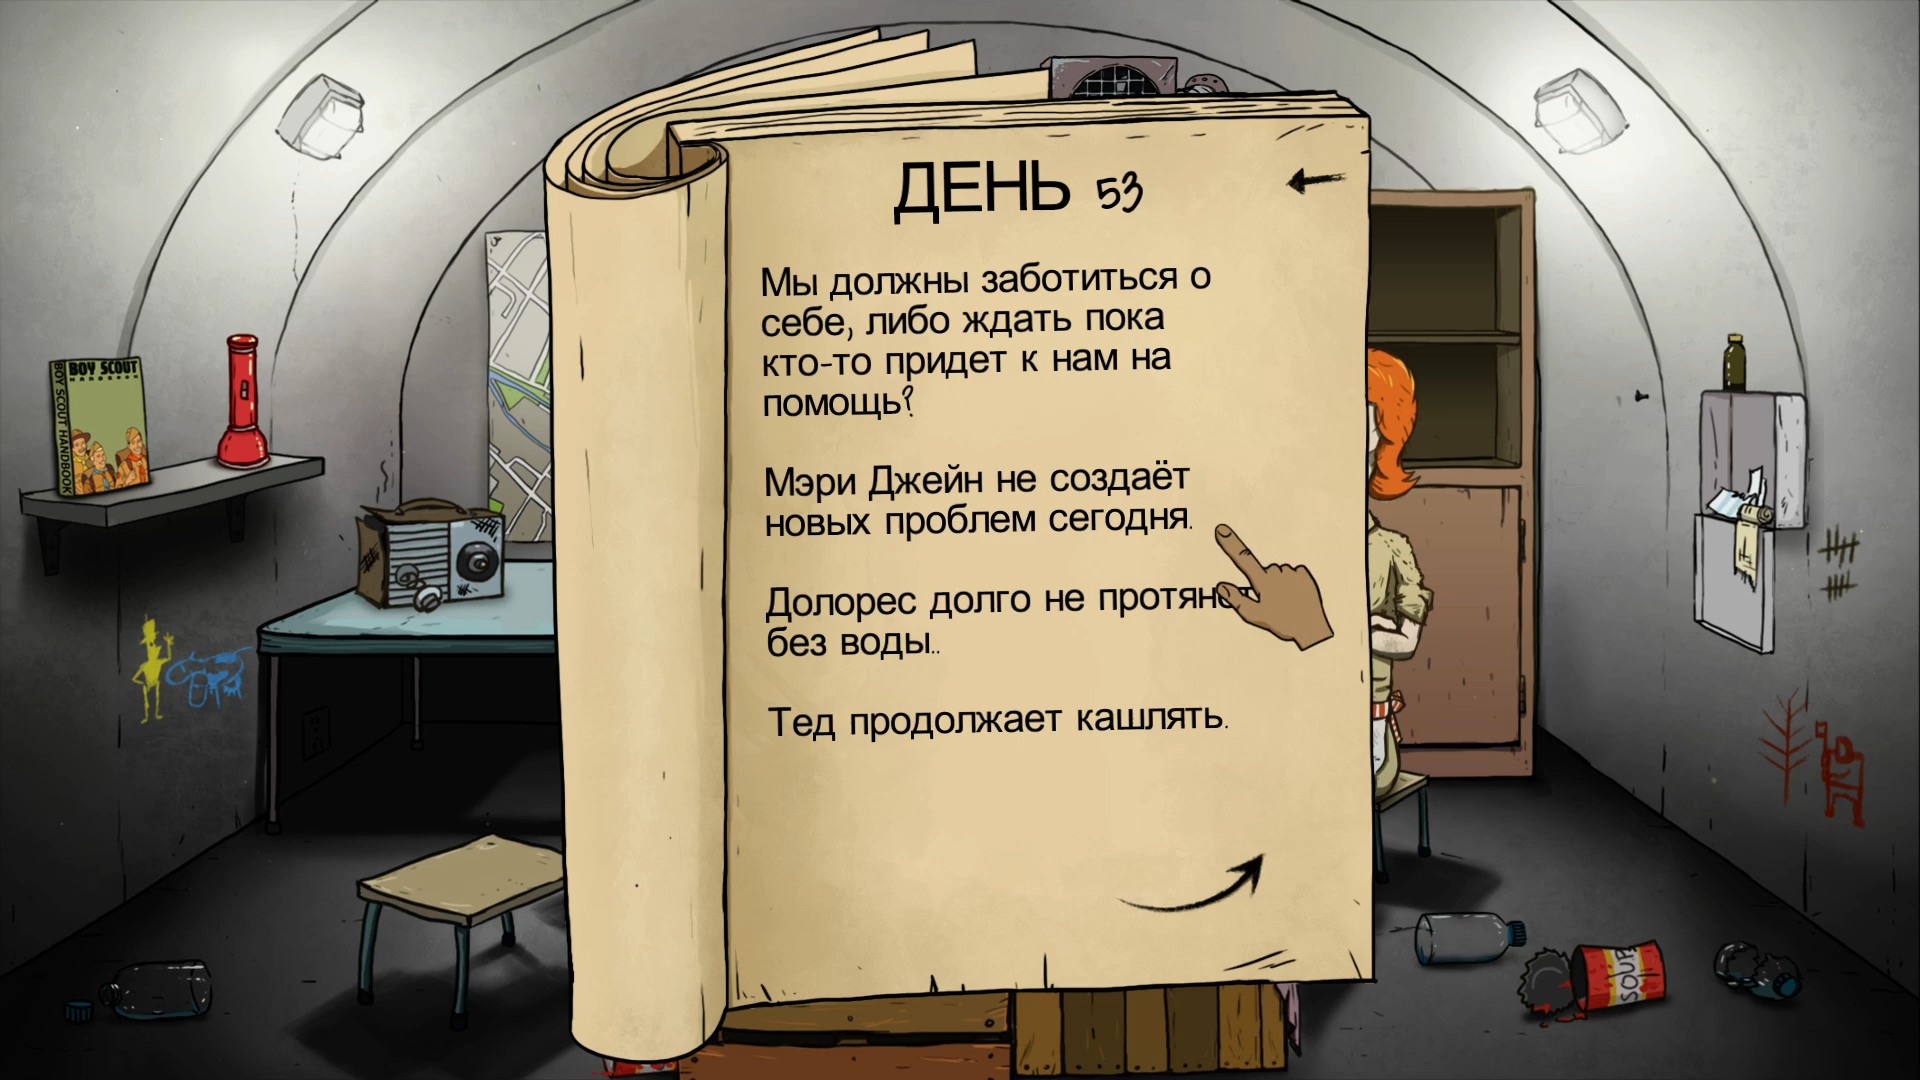 ДЕНЬ 53
Мы должны заботиться о
себе, либо ждать пока
кто-то придет к нам на
помощь?
Мэри Джейн не создаёт
новых проблем сегодня.
Долорес долго не
без воды..
Тед продолжает кашлять.
BOY SCOUT
HANDBOOK
BOY SCOUT HANDBOOK
SOUP